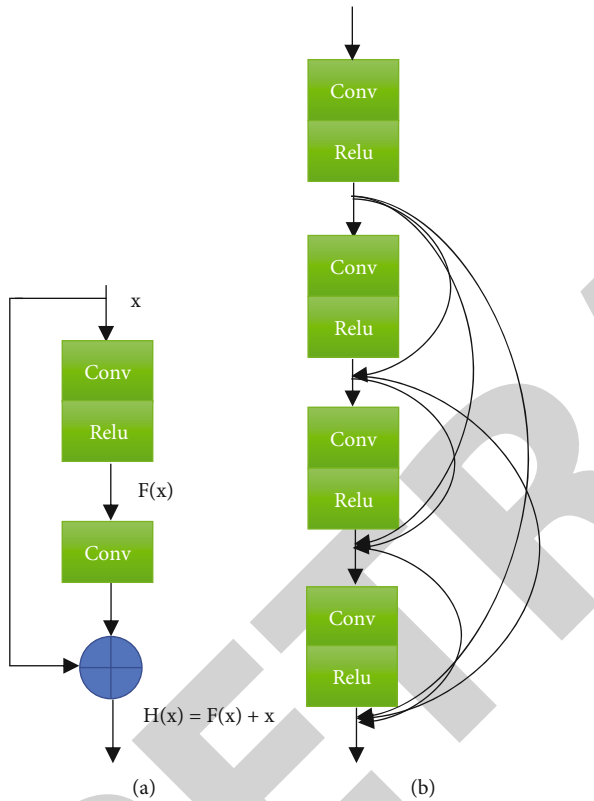 x
Conv
Relu
F(x)
Conv
H(x) = F(x) + x
(a)
Conv
Relu
Conv
Relu
Conv
Relu
Conv
Relu
(b)